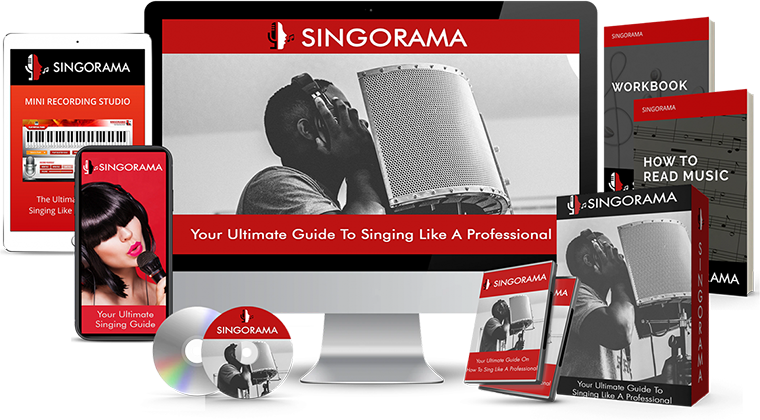 SINGORAMA
MINI RECORDING STUDIO
The Ultima
Singing Like
SINGORAMA
Your Ultimate
Singing Guide
SINGORAMA
Your Ultimate Guide To Singing Like A Professional
SINGORAMA
SINGORAMA
Your Ultimate Guide On
How To Sing Like A Professional
SINGORAMA
WORKBOOK
SINGORAMA
HOW TO
READ MUSIC
RAMA
SINGORAMA
Your Ultimate Guide To
Singing Like A Professional
SINGORAMA